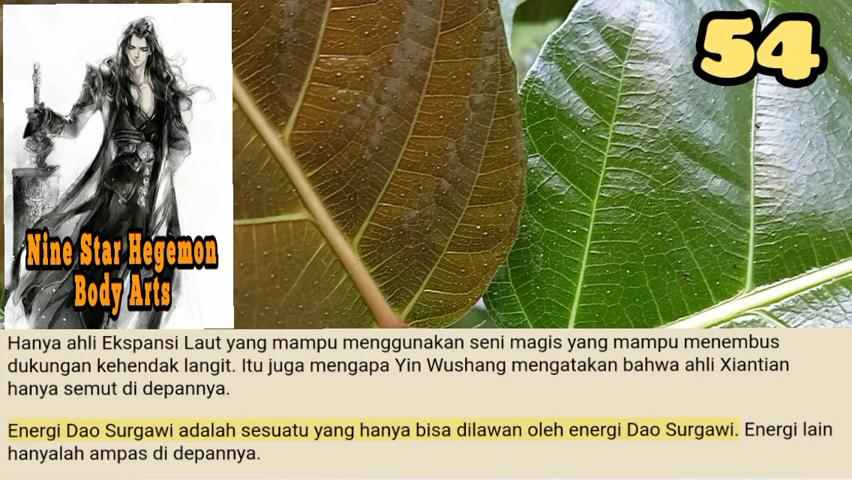 54
Nine Star Hegemon
Body Arts
Hanya ahli Ekspansi Laut yang mampu menggunakan seni magis yang mampu menembus
dukungan kehendak langit. Itu juga mengapa Yin Wushang mengatakan bahwa ahli Xiantian
hanya semut di depannya.
Energi Dao Surgawi adalah sesuatu yang hanya bisa dilawan oleh energi Dao Surgawi. Energi lain
hanyalah ampas di depannya.